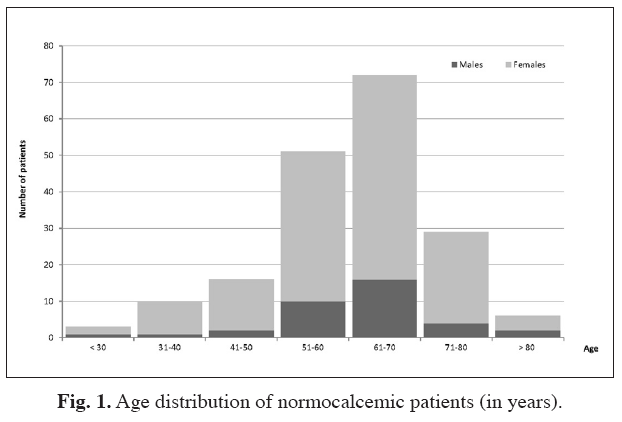 80
Males Females
70
60
50
Number of patients
40
30
20
10
0
< 30 31-40 41-50 51-60 61-70 71-80 > 80 Age
Fig. 1. Age distribution of normocalcemic patients (in years).